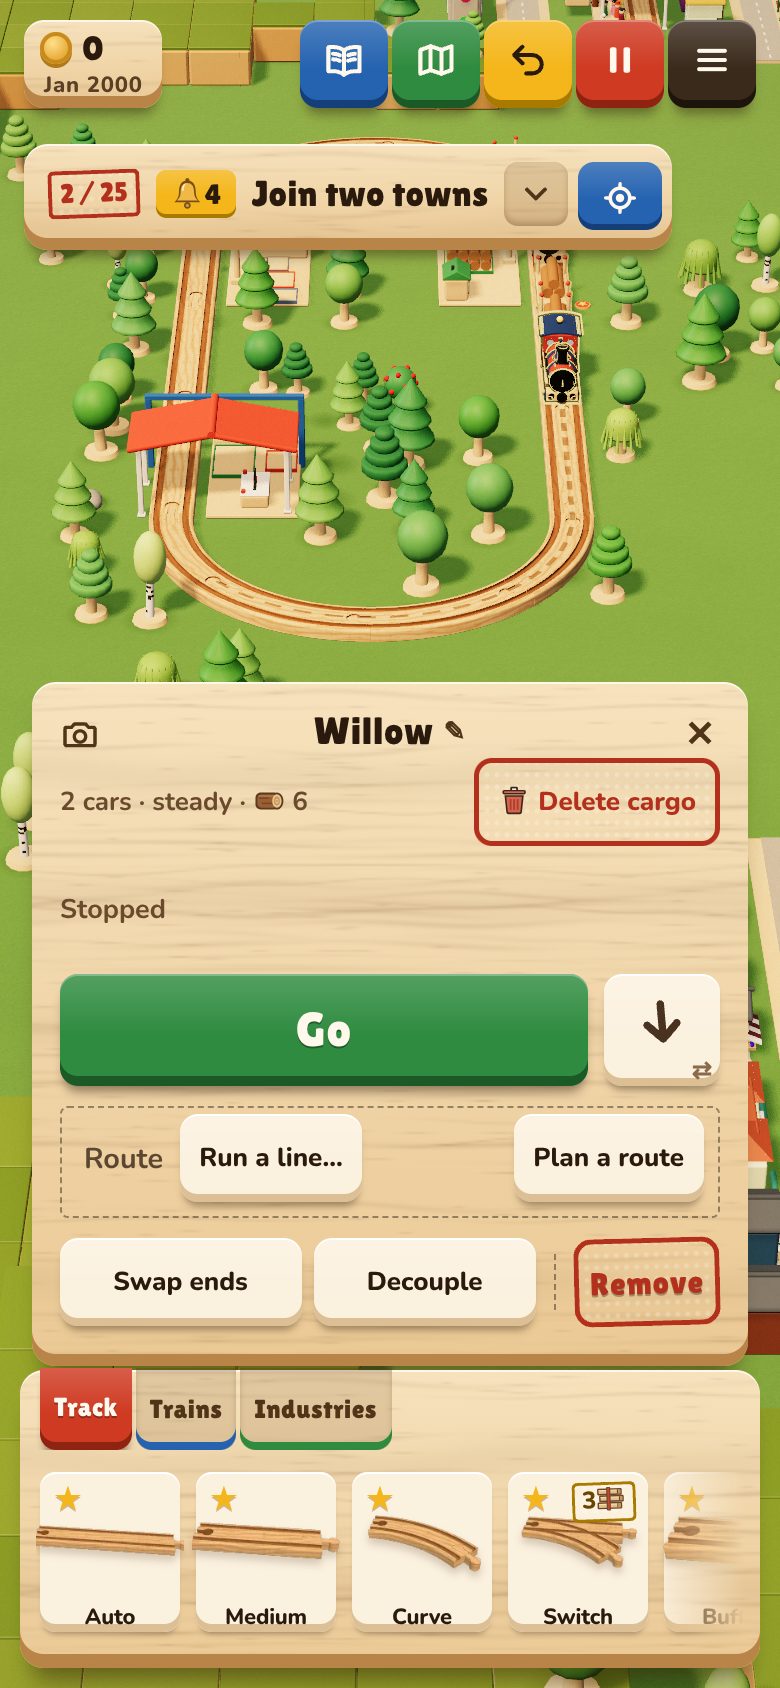 0
Jan 2000
2 / 25
4
Join two towns
Willow
2 cars · steady · 6
Delete cargo
Stopped
Go
Route
Run a line...
Plan a route
Swap ends
Decouple
Remove
Track
Trains
Industries
3
Auto
Medium
Curve
Switch